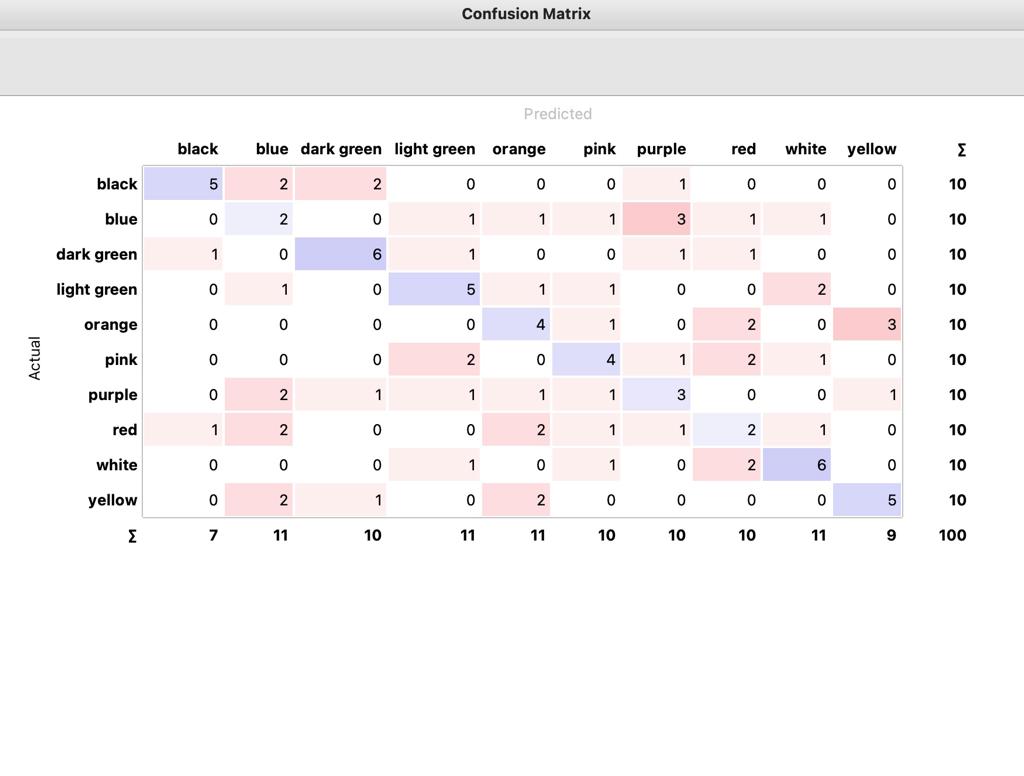 Confusion Matrix
Predicted
black blue dark green light green orange pink purple red white yellow Σ
black 5 2 2 0 0 0 1 0 0 0 10
blue 0 2 0 1 1 1 3 1 1 0 10
dark green 1 0 6 1 0 0 1 1 0 0 10
light green 0 1 0 5 1 1 0 0 2 0 10
orange 0 0 0 0 4 1 0 2 0 3 10
Actual
pink 0 0 0 2 0 4 1 2 1 0 10
purple 0 2 1 1 1 1 3 0 0 1 10
red 1 2 0 0 2 1 1 2 1 0 10
white 0 0 0 1 0 1 0 2 6 0 10
yellow 0 2 1 0 2 0 0 0 0 5 10
Σ 7 11 10 11 11 10 10 10 11 9 100